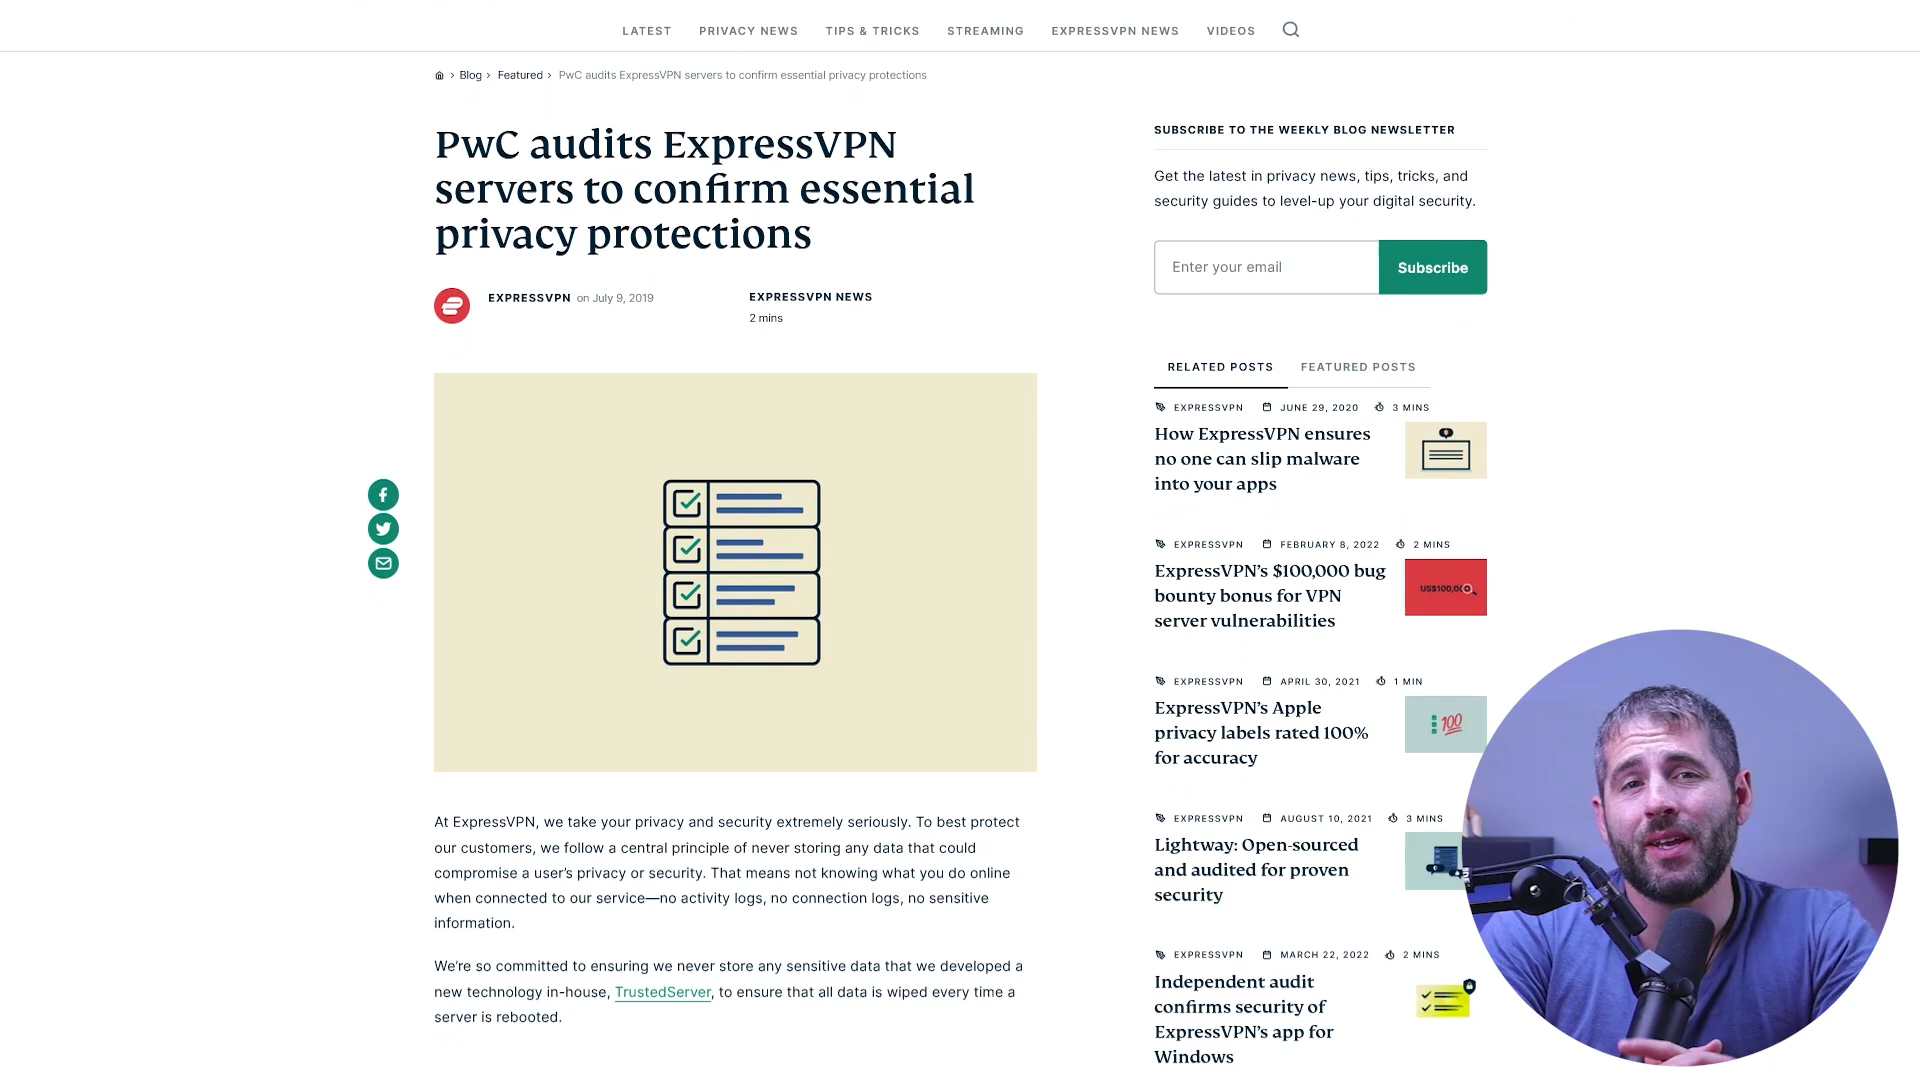 LATEST PRIVACY NEWS TIPS & TRICKS STREAMING EXPRESSVPN NEWS VIDEOS
Blog Featured PwC audits ExpressVPN servers to confirm essential privacy protections
PwC audits ExpressVPN
servers to confirm essential
privacy protections
EXPRESSVPN on July 9, 2019
EXPRESSVPN NEWS
2 mins
At ExpressVPN, we take your privacy and security extremely seriously. To best protect
our customers, we follow a central principle of never storing any data that could
compromise a user’s privacy or security. That means not knowing what you do online
when connected to our service—no activity logs, no connection logs, no sensitive
information.
We’re so committed to ensuring we never store any sensitive data that we developed a
new technology in-house, TrustedServer, to ensure that all data is wiped every time a
server is rebooted.
SUBSCRIBE TO THE WEEKLY BLOG NEWSLETTER
Get the latest in privacy news, tips, tricks, and
security guides to level-up your digital security.
Enter your email Subscribe
RELATED POSTS FEATURED POSTS
EXPRESSVPN JUNE 29, 2020 3 MINS
How ExpressVPN ensures
no one can slip malware
into your apps
EXPRESSVPN FEBRUARY 8, 2022 2 MINS
ExpressVPN’s $100,000 bug
bounty bonus for VPN
server vulnerabilities
EXPRESSVPN APRIL 30, 2021 1 MIN
ExpressVPN’s Apple
privacy labels rated 100%
for accuracy
100
EXPRESSVPN AUGUST 10, 2021 3 MINS
Lightway: Open-sourced
and audited for proven
security
EXPRESSVPN MARCH 22, 2022 2 MINS
Independent audit
confirms security of
ExpressVPN’s app for
Windows